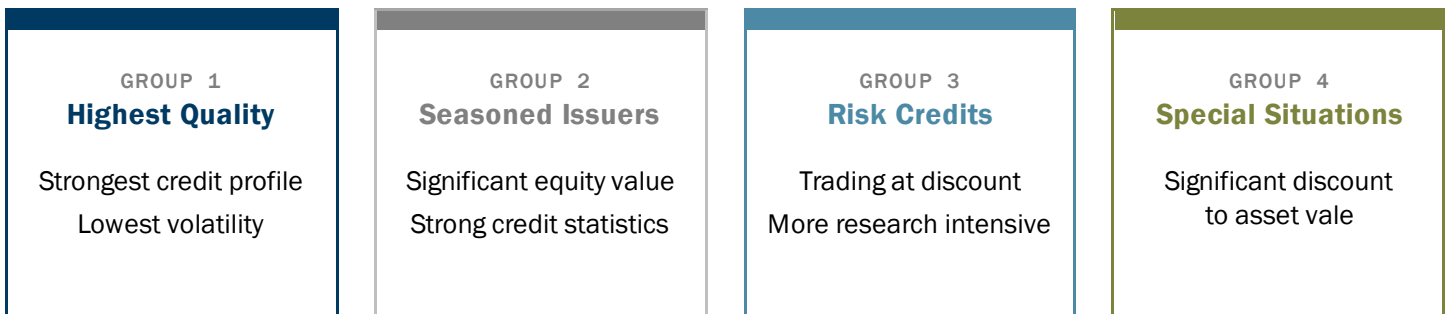 GROUP 1
Highest Quality
Strongest credit profile
Lowest volatility
GROUP 2
Seasoned Issuers
Significant equity value
Strong credit statistics
GROUP 3
Risk Credits
Trading at discount
More research intensive
GROUP 4
Special Situations
Significant discount
to asset vale